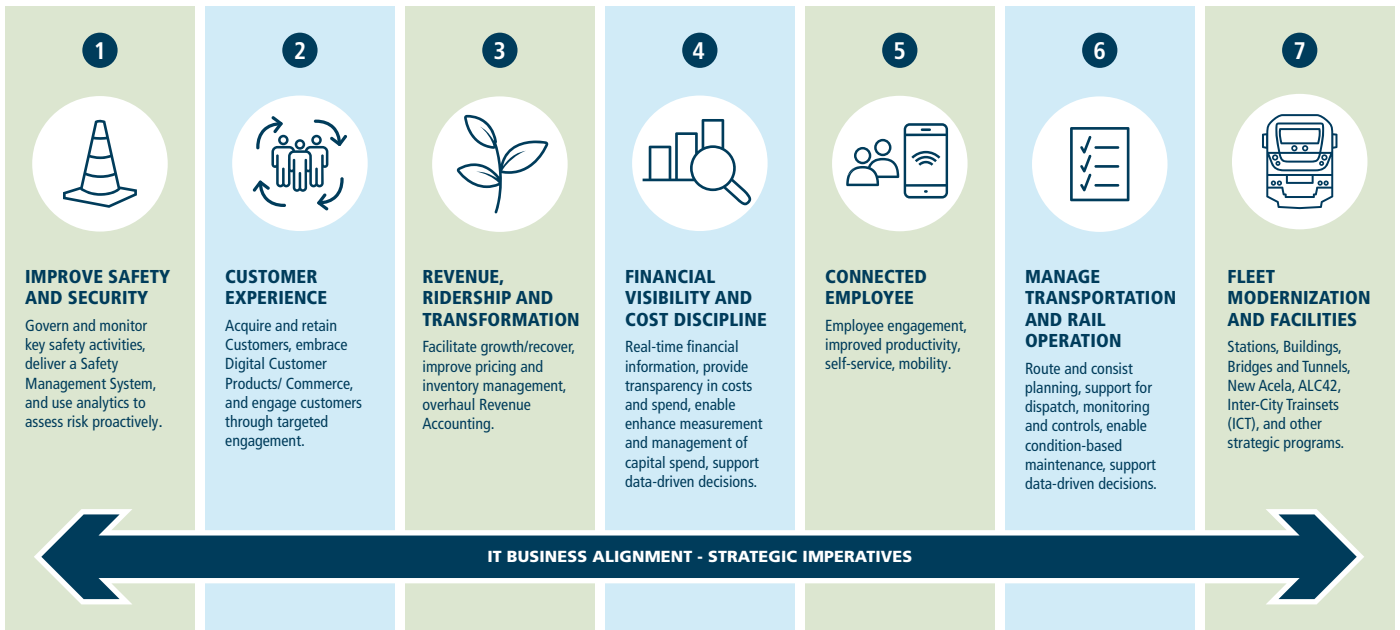 1
IMPROVE SAFETY
AND SECURITY
Govern and monitor
key safety activities,
deliver a Safety
Management System,
and use analytics to
assess risk proactively.
2
CUSTOMER
EXPERIENCE
Acquire and retain
Customers, embrace
Digital Customer
Products/ Commerce,
and engage customers
through targeted
engagement.
3
REVENUE,
RIDERSHIP AND
TRANSFORMATION
Facilitate growth/recover,
improve pricing and
inventory management,
overhaul Revenue
Accounting.
4
FINANCIAL
VISIBILITY AND
COST DISCIPLINE
Real-time financial
information, provide
transparency in costs
and spend, enable
enhance measurement
and management of
capital spend, support
data-driven decisions.
5
CONNECTED
EMPLOYEE
Employee engagement,
improved productivity,
self-service, mobility.
6
MANAGE
TRANSPORTATION
AND RAIL
OPERATION
Route and consist
planning, support for
dispatch, monitoring
and controls, enable
condition-based
maintenance, support
data-driven decisions.
7
FLEET
MODERNIZATION
AND FACILITIES
Stations, Buildings,
Bridges and Tunnels,
New Acela, ALC42,
Inter-City Trainsets
(ICT), and other
strategic programs.
IT BUSINESS ALIGNMENT - STRATEGIC IMPERATIVES